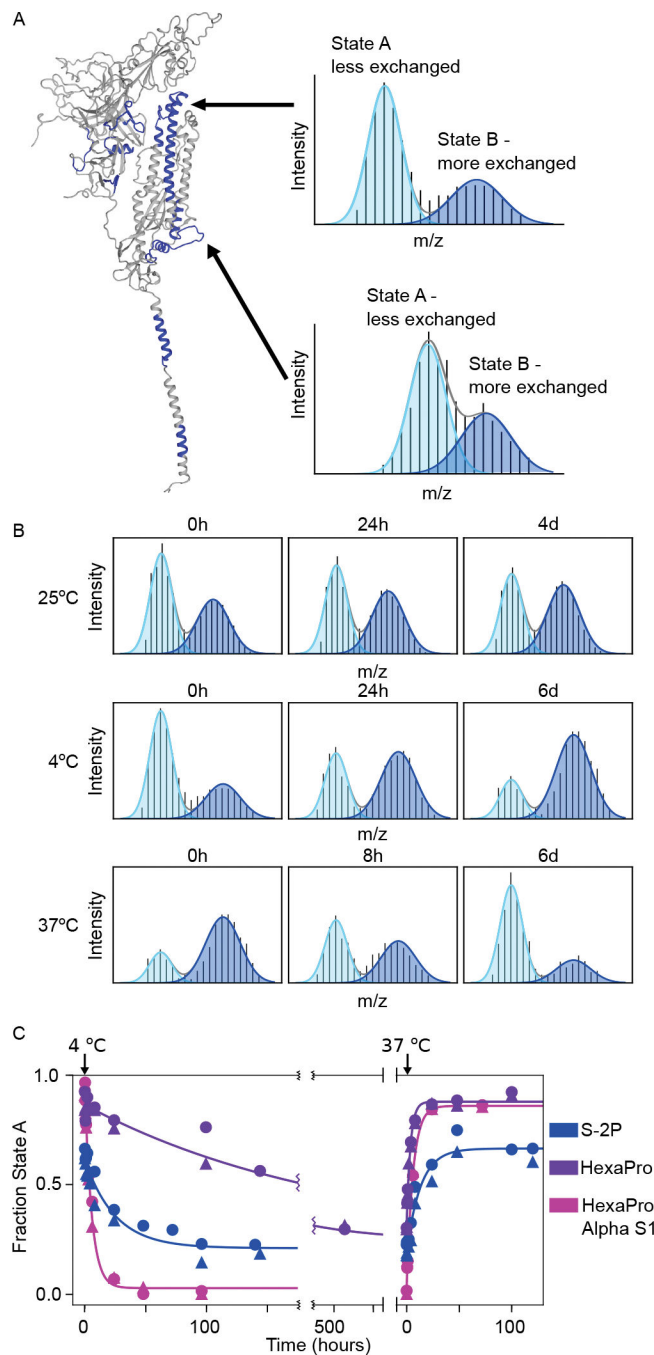 A
State A
less exchanged
State B -
more exchanged
Intensity
m/z
State A -
less exchanged
State B -
more exchanged
Intensity
m/z
B
0h
24h
4d
25ºC
Intensity
m/z
0h
24h
6d
4ºC
Intensity
m/z
0h
8h
6d
37ºC
Intensity
m/z
C
4 °C
37 °C
1.0
0.5
0.0
Fraction State A
0
100
500
0
100
Time (hours)
S-2P
HexaPro
HexaPro
Alpha S1